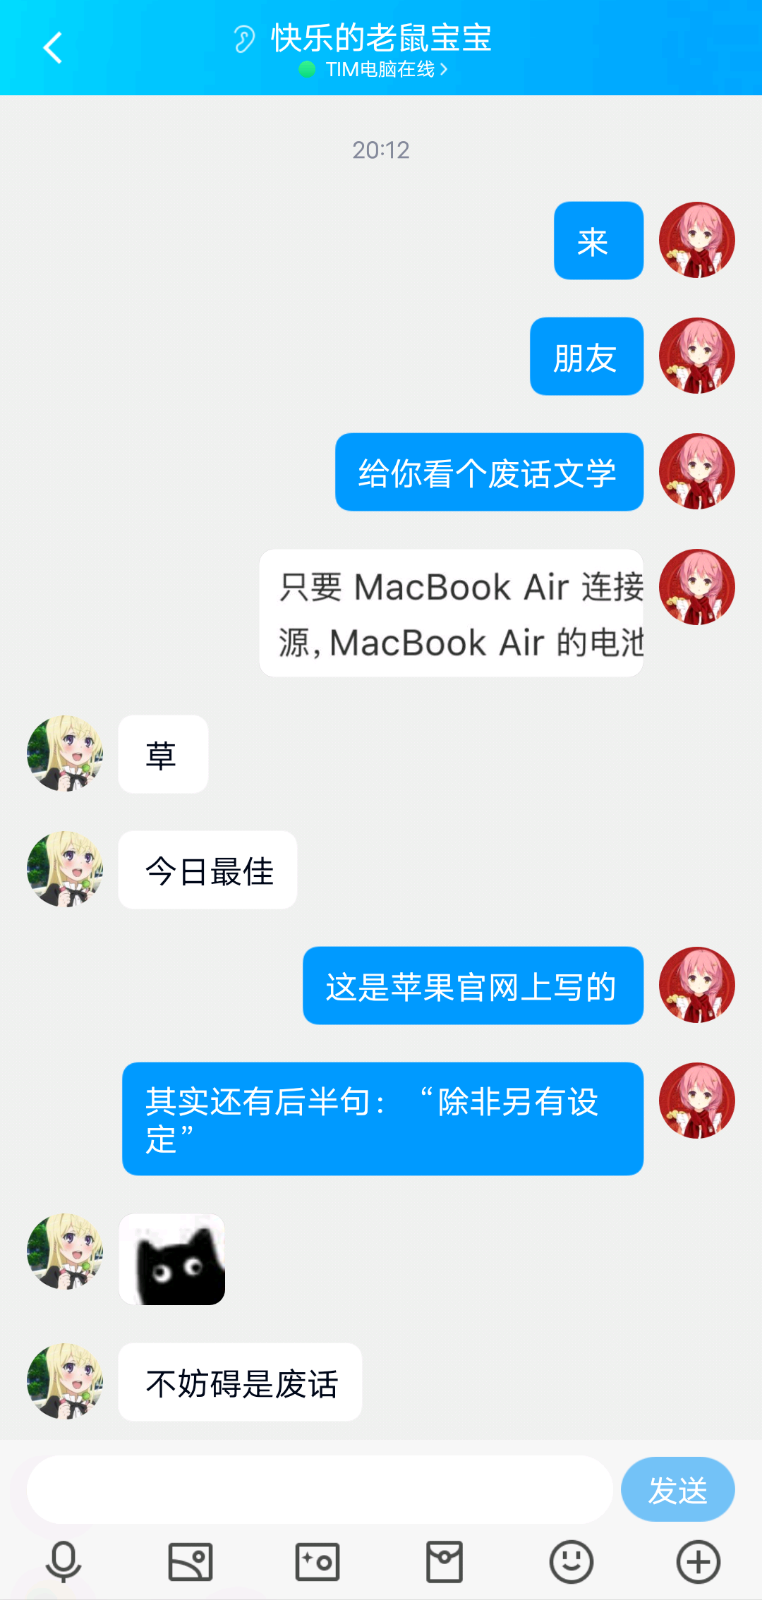 快乐的老鼠宝宝
TIM电脑在线
20:12
来
朋友
给你看个废话文学
只要 MacBook Air 连接
源,MacBook Air 的电池
草
今日最佳
这是苹果官网上写的
其实还有后半句：“除非另有设
定”
不妨碍是废话
发送